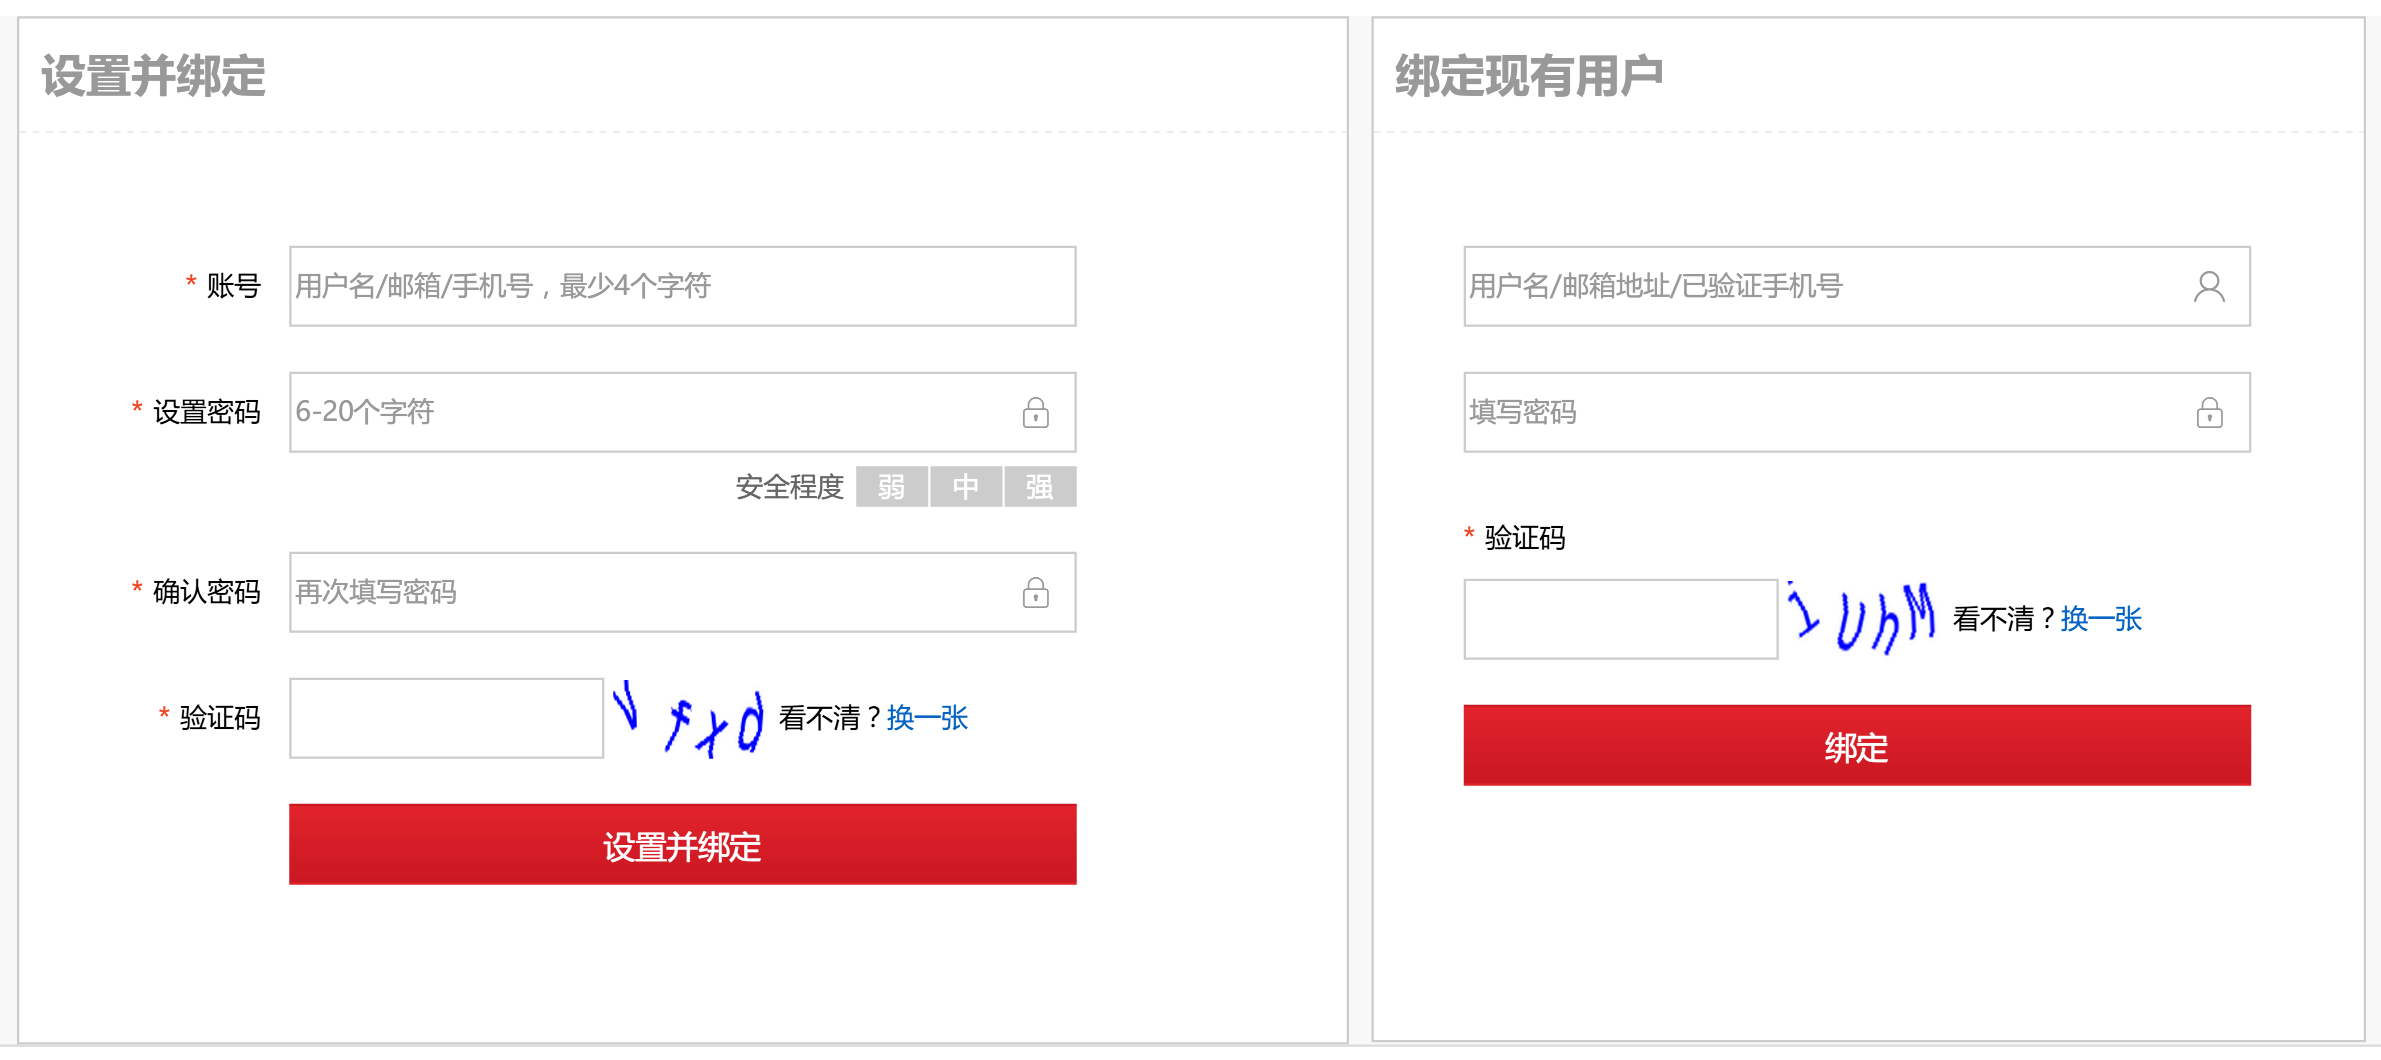 设置并绑定
* 账号 用户名/邮箱/手机号，最少4个字符
* 设置密码 6-20个字符
安全程度 弱 中 强
* 确认密码 再次填写密码
* 验证码 看不清？换一张
设置并绑定
绑定现有用户
用户名/邮箱地址/已验证手机号
填写密码
* 验证码
看不清？换一张
绑定